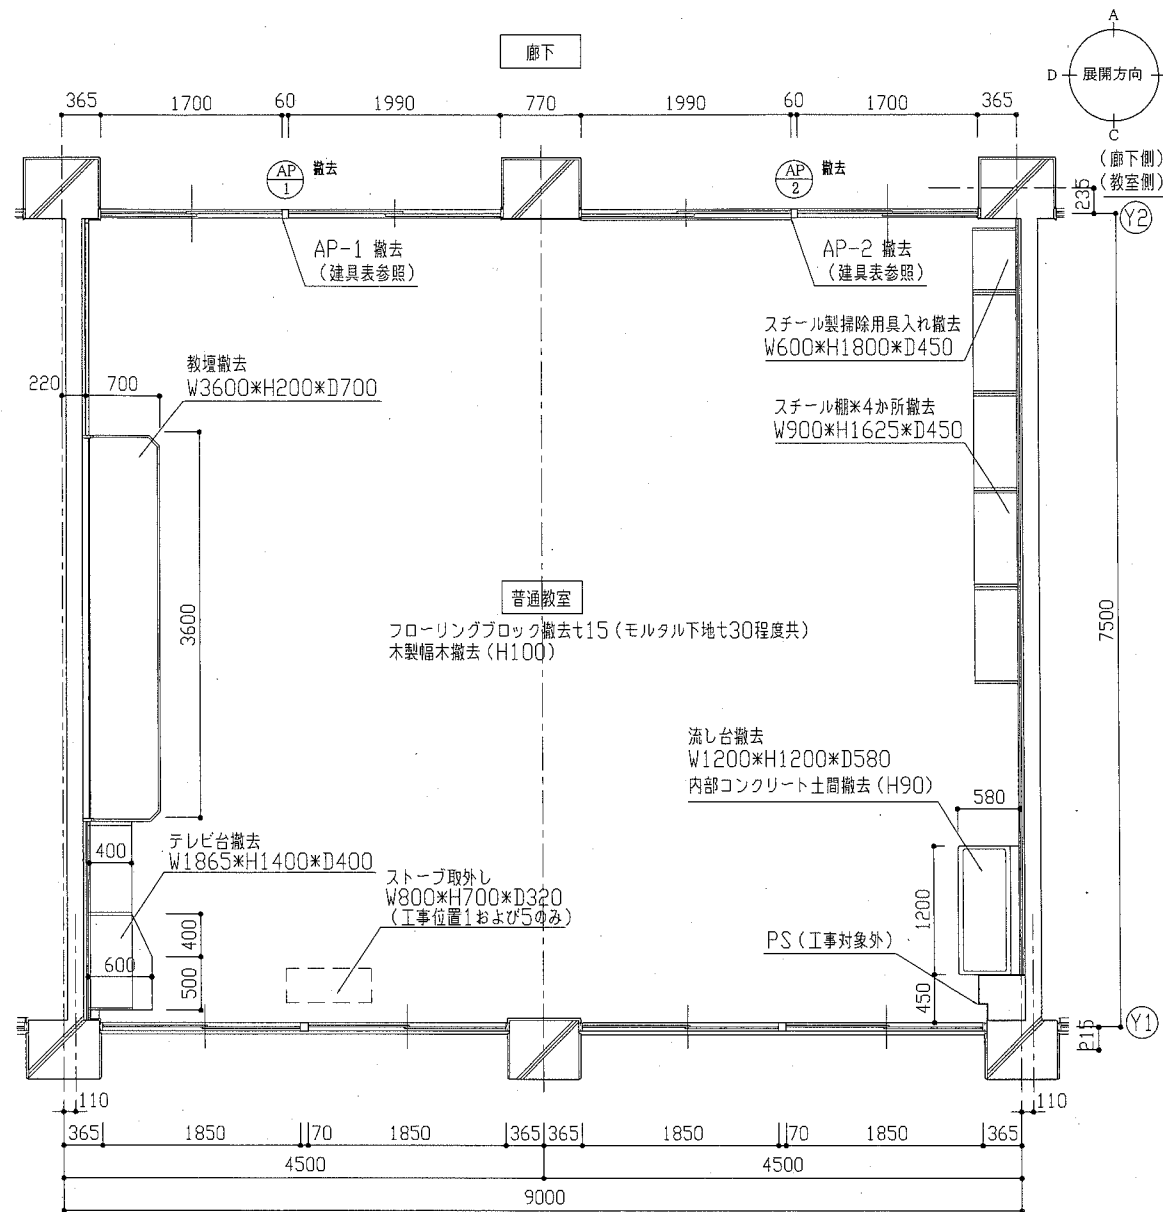 廊下
A
D 展開方向
C
(廊下側)
(教室側)
365 1700 60 1990 770 1990 60 1700 365
AP
1
撤去
AP
2
撤去
235
Y2
AP-1 撤去
(建具表参照)
AP-2 撤去
(建具表参照)
スチール製掃除用具入れ撤去
W600*H1800*D450
教壇撤去
W3600*H200*D700
220 700
スチール棚*4か所撤去
W900*H1625*D450
3600
7500
普通教室
フローリングブロック撤去t15(モルタル下地t30程度共)
木製幅木撤去(H100)
流し台撤去
W1200*H1200*D580
内部コンクリート土間撤去(H90)
580
テレビ台撤去
W1865*H1400*D400
400
ストーブ取外し
W800*H700*D320
(工事位置1および5のみ)
400
600
500
1200
PS(工事対象外)
450
Y1
215
110
110
365 1850 70 1850 365 365 1850 70 1850 365
4500 4500
9000